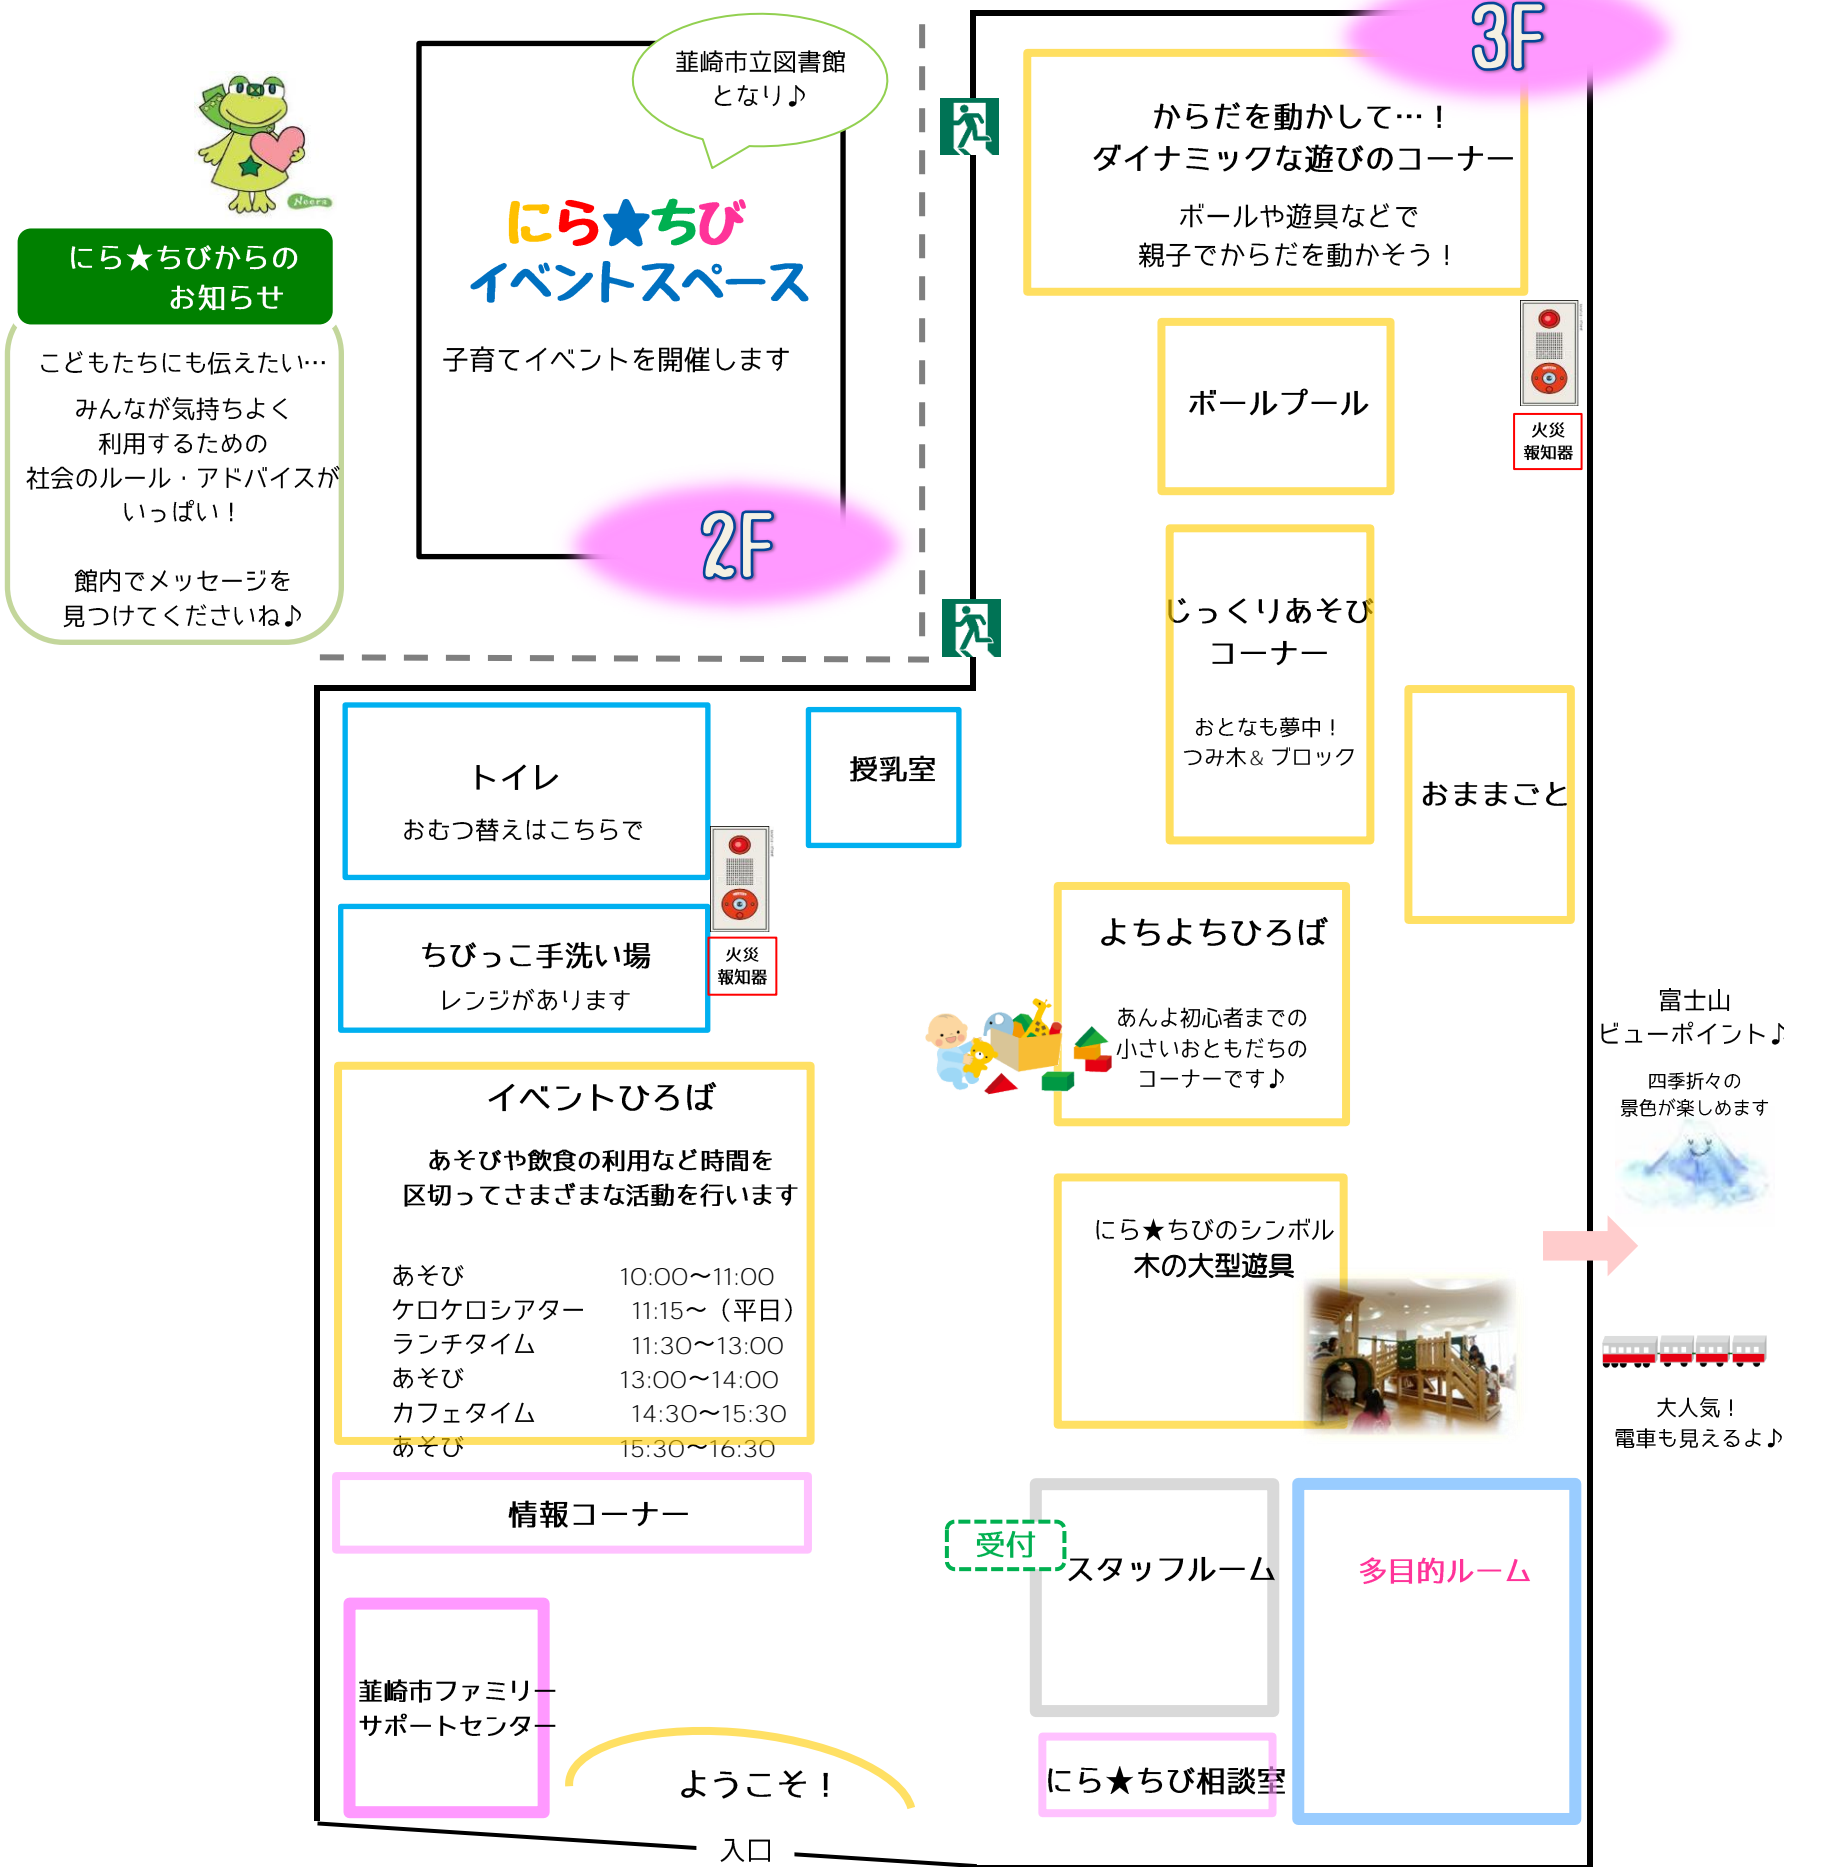 韮崎市立図書館
となり♪
にら★ちび
イベントスペース
子育てイベントを開催します
2F
Neera
にら★ちびからの
お知らせ
こどもたちにも伝えたい…
みんなが気持ちよく
利用するための
社会のルール・アドバイスが
いっぱい！
館内でメッセージを
見つけてくださいね♪
3F
からだを動かして…！
ダイナミックな遊びのコーナー
ボールや遊具などで
親子でからだを動かそう！
ボールプール
火災
報知器
じっくりあそび
コーナー
おとなも夢中！
つみ木& ブロック
おままごと
トイレ
おむつ替えはこちらで
授乳室
ちびっこ手洗い場
レンジがあります
火災
報知器
よちよちひろば
あんよ初心者までの
小さいおともだちの
コーナーです♪
富士山
ビューポイント♪
四季折々の
景色が楽しめます
イベントひろば
あそびや飲食の利用など時間を
区切ってさまざまな活動を行います
あそび 10:00～11:00
ケロケロシアター 11:15～（平日）
ランチタイム 11:30～13:00
あそび 13:00～14:00
カフェタイム 14:30～15:30
あそび 15:30～16:30
にら★ちびのシンボル
木の大型遊具
大人気！
電車も見えるよ♪
情報コーナー
受付
スタッフルーム
多目的ルーム
韮崎市ファミリー
サポートセンター
ようこそ！
にら★ちび相談室
入口